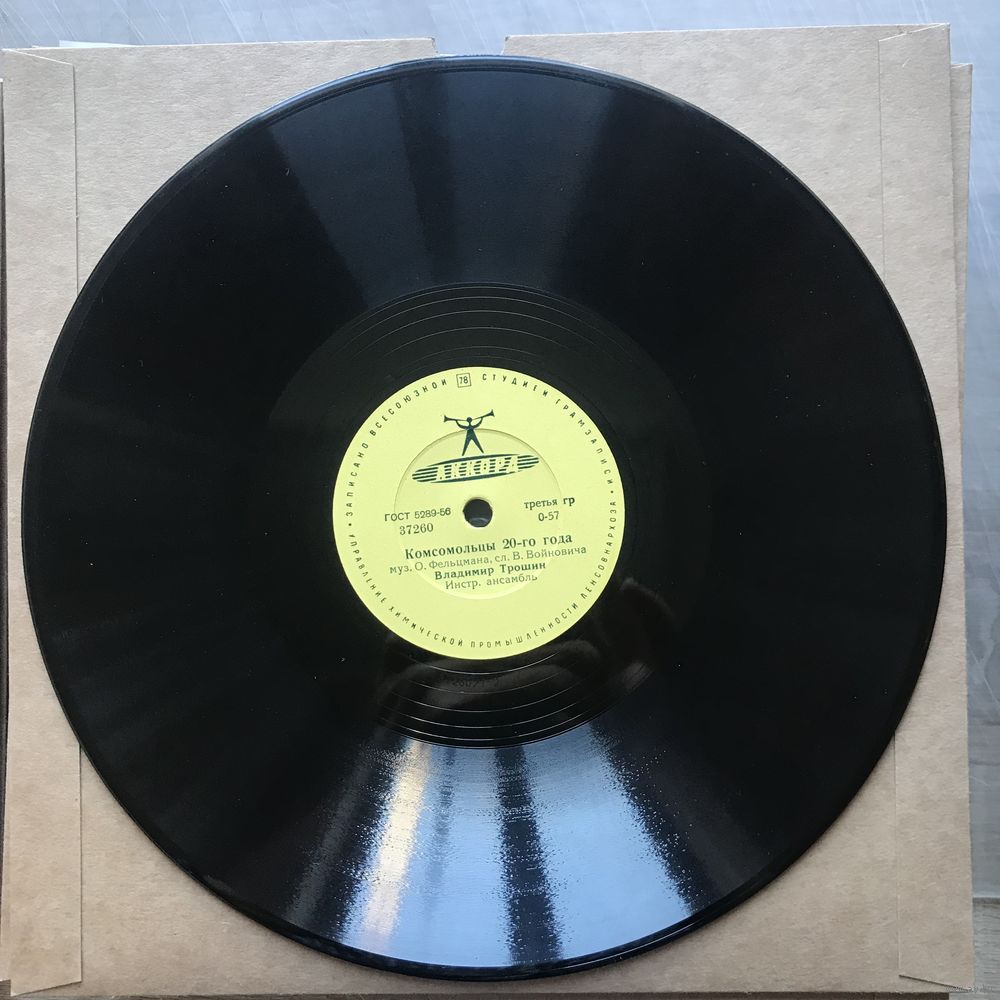 ЗАПИСАНО ВСЕСОЮЗНОЙ 78 СТУДИЕЙ ГРАМЗАПИСИ
АККОРД
ГОСТ 5289-56 третья гр
37260 0-57
Комсомольцы 20-го года
муз. О. Фельцмана, сл. В. Войновича
Владимир Трошин
Инстр. ансамбль
УПРАВЛЕНИЕ ХИМИЧЕСКОЙ ПРОМЫШЛЕННОСТИ ЛЕНСОВНАРХОЗА